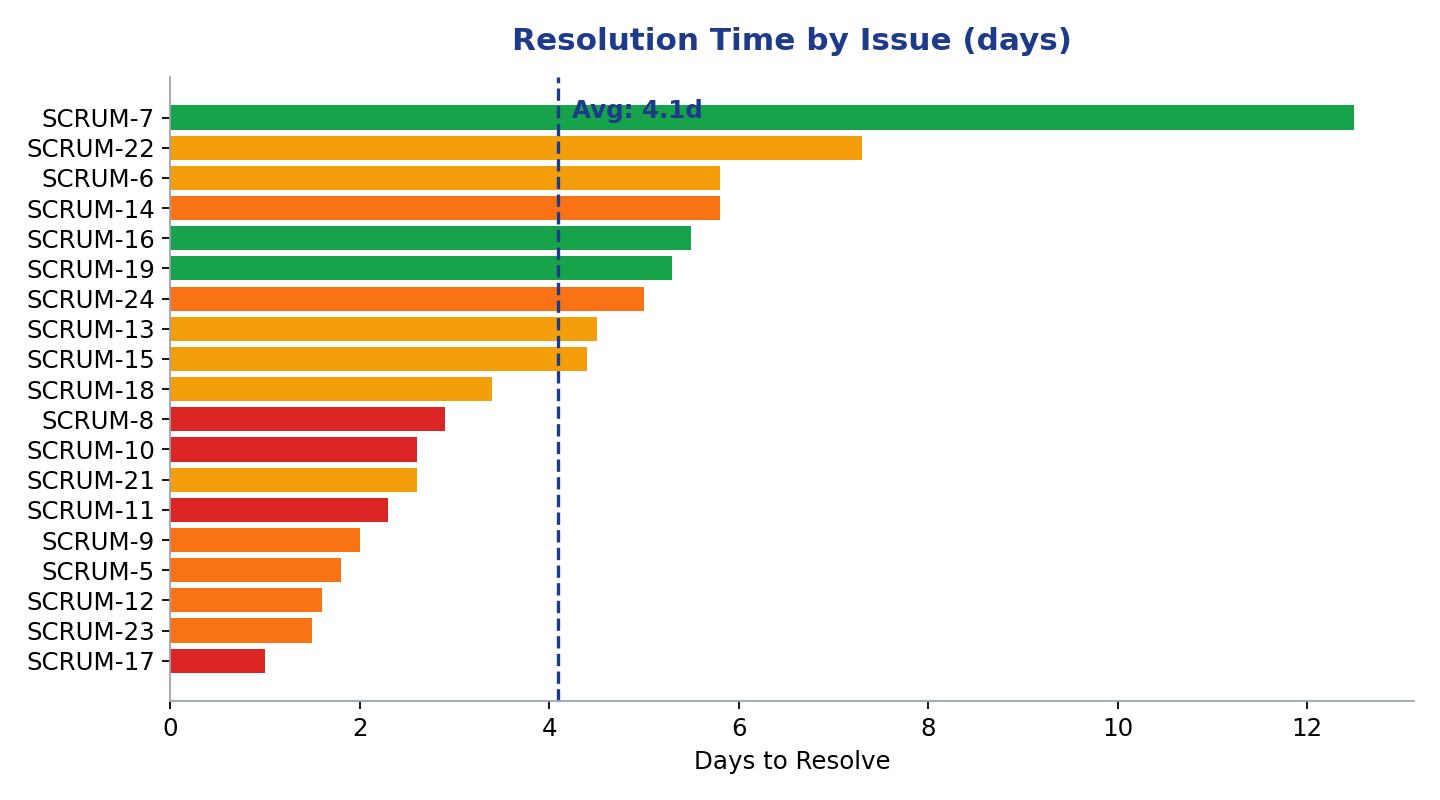 Resolution Time by Issue (days)
Avg: 4.1d
SCRUM-7
SCRUM-22
SCRUM-6
SCRUM-14
SCRUM-16
SCRUM-19
SCRUM-24
SCRUM-13
SCRUM-15
SCRUM-18
SCRUM-8
SCRUM-10
SCRUM-21
SCRUM-11
SCRUM-9
SCRUM-5
SCRUM-12
SCRUM-23
SCRUM-17
0 2 4 6 8 10 12
Days to Resolve